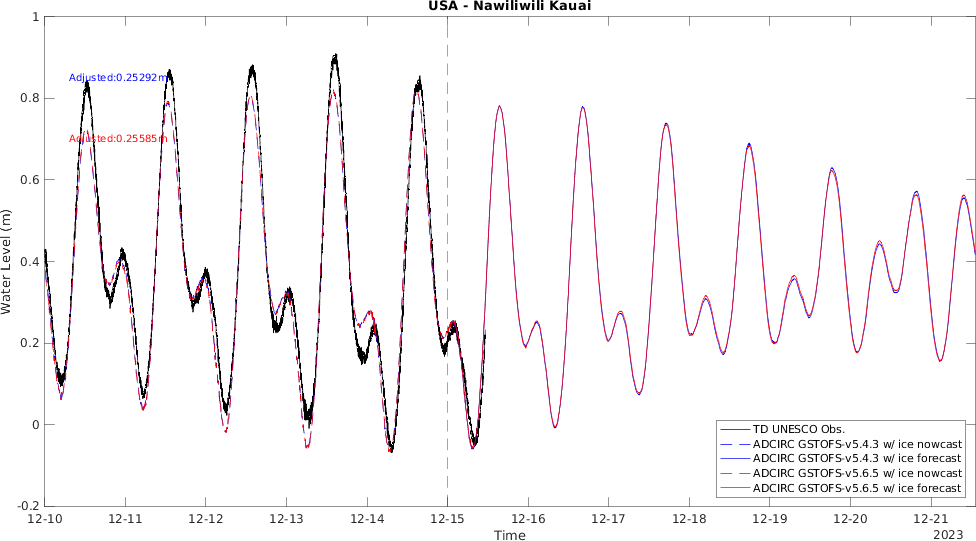 USA - Nawiliwili Kauai
1
Adjusted:0.25292m
0.8
Adjusted:0.25585m
0.6
Water Level (m)
0.4
0.2
0
-0.2
TD UNESCO Obs.
ADCIRC GSTOFS-v5.4.3 w/ ice nowcast
ADCIRC GSTOFS-v5.4.3 w/ ice forecast
ADCIRC GSTOFS-v5.6.5 w/ ice nowcast
ADCIRC GSTOFS-v5.6.5 w/ ice forecast
12-10 12-11 12-12 12-13 12-14 12-15 12-16 12-17 12-18 12-19 12-20 12-21
Time
2023